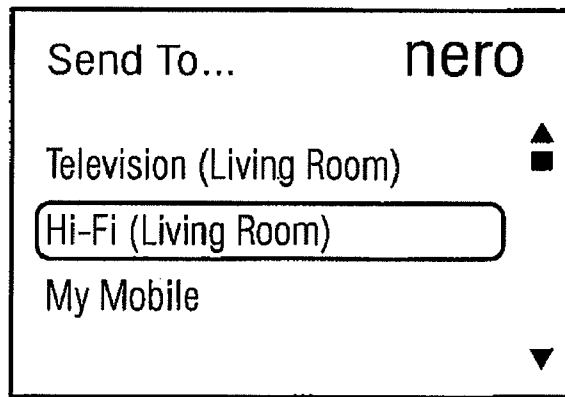 Send To... nero
Television (Living Room)
Hi-Fi (Living Room)
My Mobile